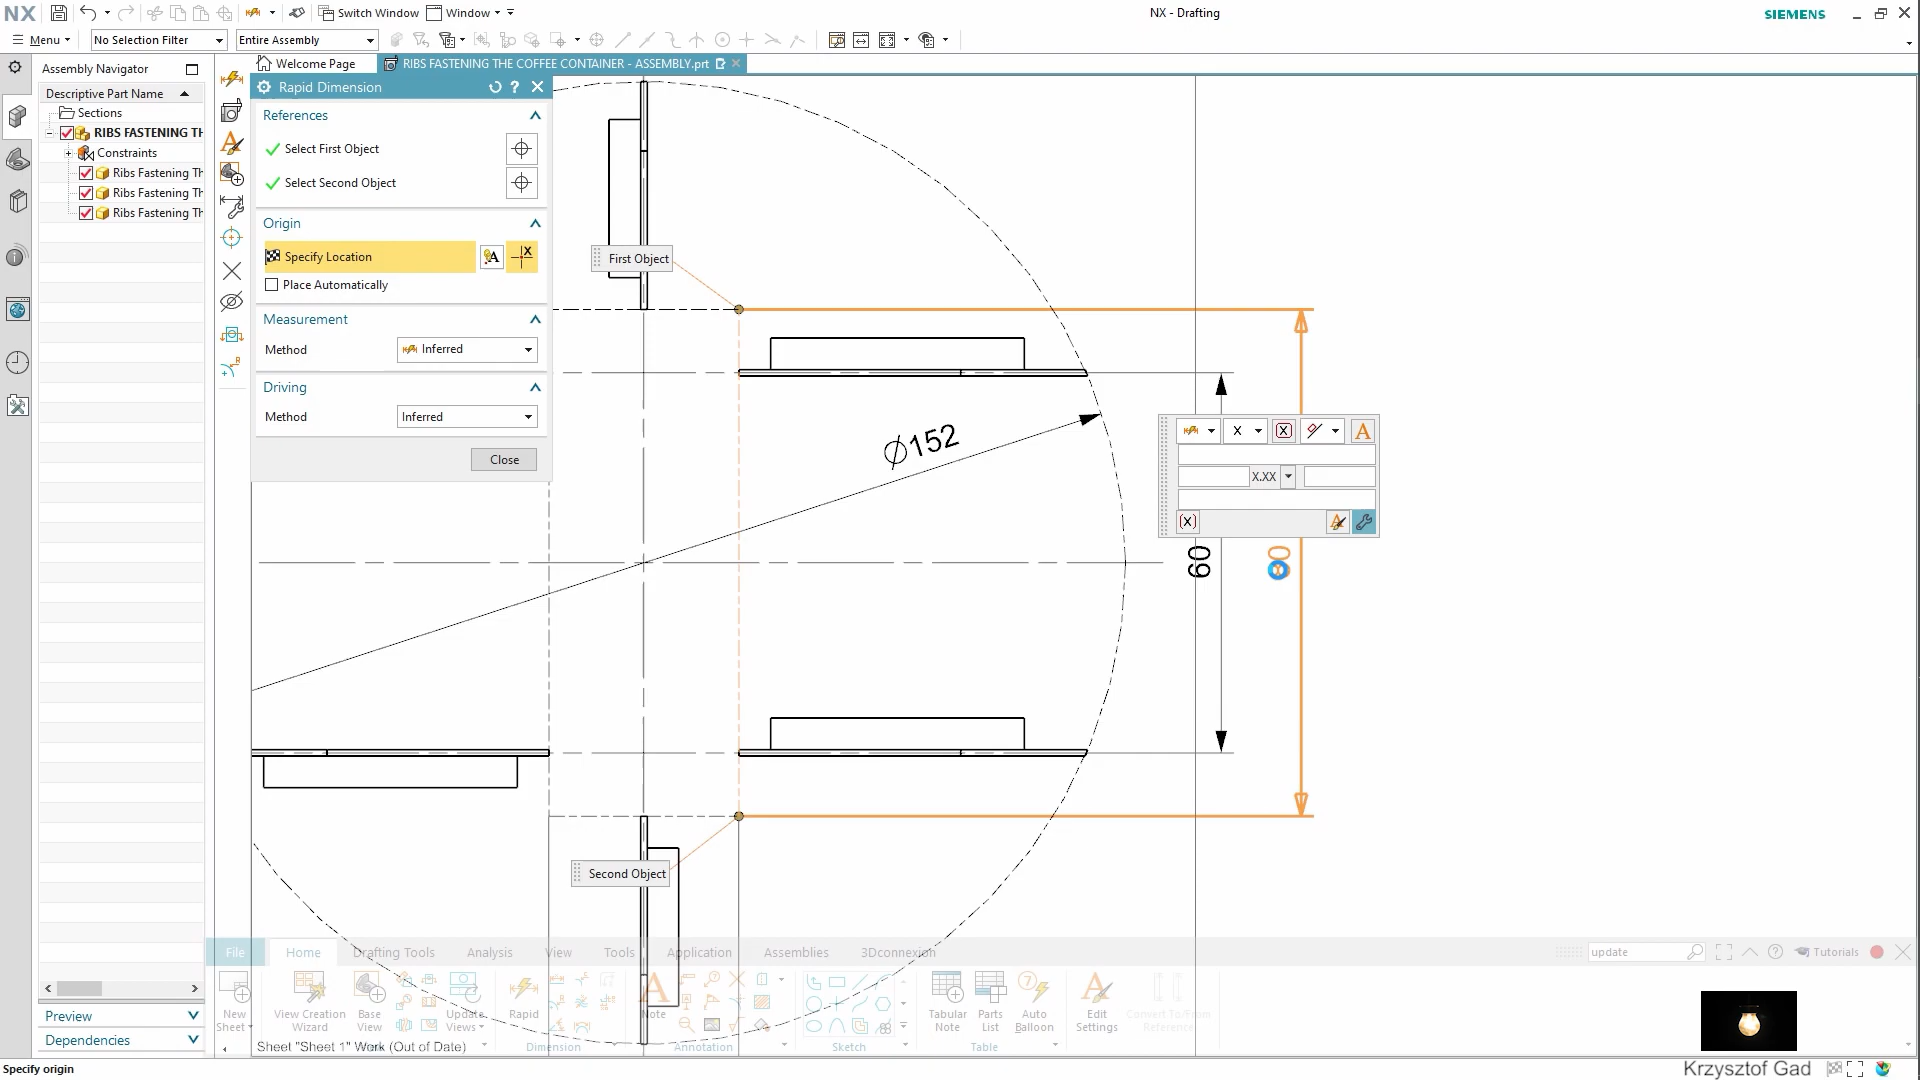 NX
Switch Window
Window
NX - Drafting
SIEMENS
Menu
No Selection Filter
Entire Assembly
Assembly Navigator
Welcome Page
RIBS FASTENING THE COFFEE CONTAINER - ASSEMBLY.prt
Descriptive Part Name
Sections
RIBS FASTENING TH
Constraints
Ribs Fastening Th
Ribs Fastening Th
Ribs Fastening Th
Rapid Dimension
References
Select First Object
Select Second Object
Origin
Specify Location
Place Automatically
Measurement
Method
Inferred
Driving
Method
Inferred
Close
First Object
Ø152
X.XX
60
Second Object
File
Home
Drafting Tools
Analysis
View
Tools
Application
Assemblies
3Dconnexion
update
Tutorials
New Sheet
View Creation Wizard
Base View
Update Views
Rapid
Note
Tabular Note
Parts List
Auto Balloon
Edit Settings
Convert To/From Reference
Sheet "Sheet 1" Work (Out of Date)
Dimension
Annotation
Sketch
Table
Preview
Dependencies
Specify origin
Krzysztof Gad